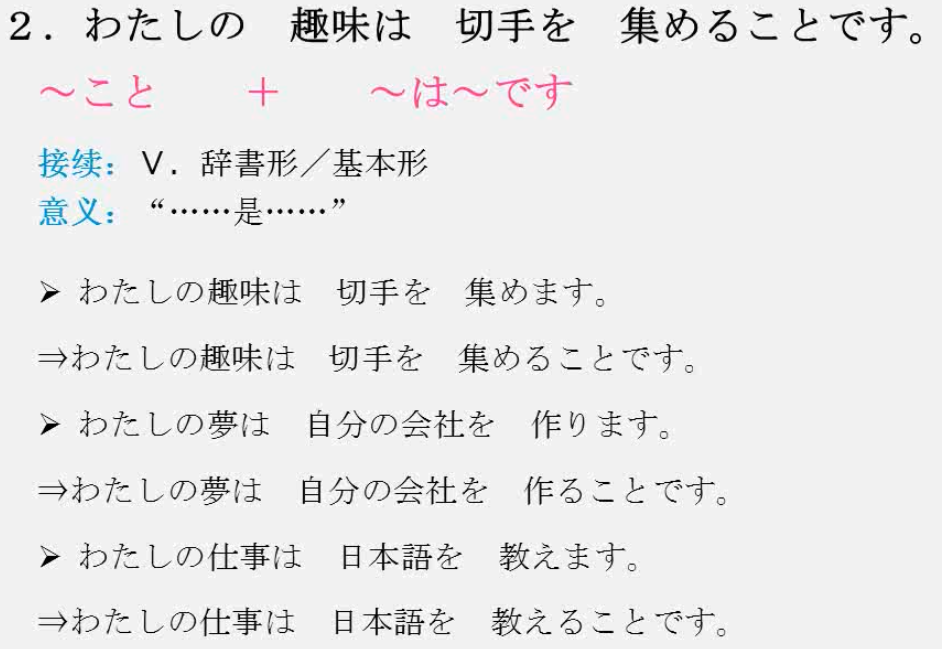 ２．わたしの　趣味は　切手を　集めることです。
～こと　　＋　　～は～です
接续：Ｖ．辞書形／基本形
意义：“……是……”
➢ わたしの趣味は　切手を　集めます。
⇒わたしの趣味は　切手を　集めることです。
➢ わたしの夢は　自分の会社を　作ります。
⇒わたしの夢は　自分の会社を　作ることです。
➢ わたしの仕事は　日本語を　教えます。
⇒わたしの仕事は　日本語を　教えることです。